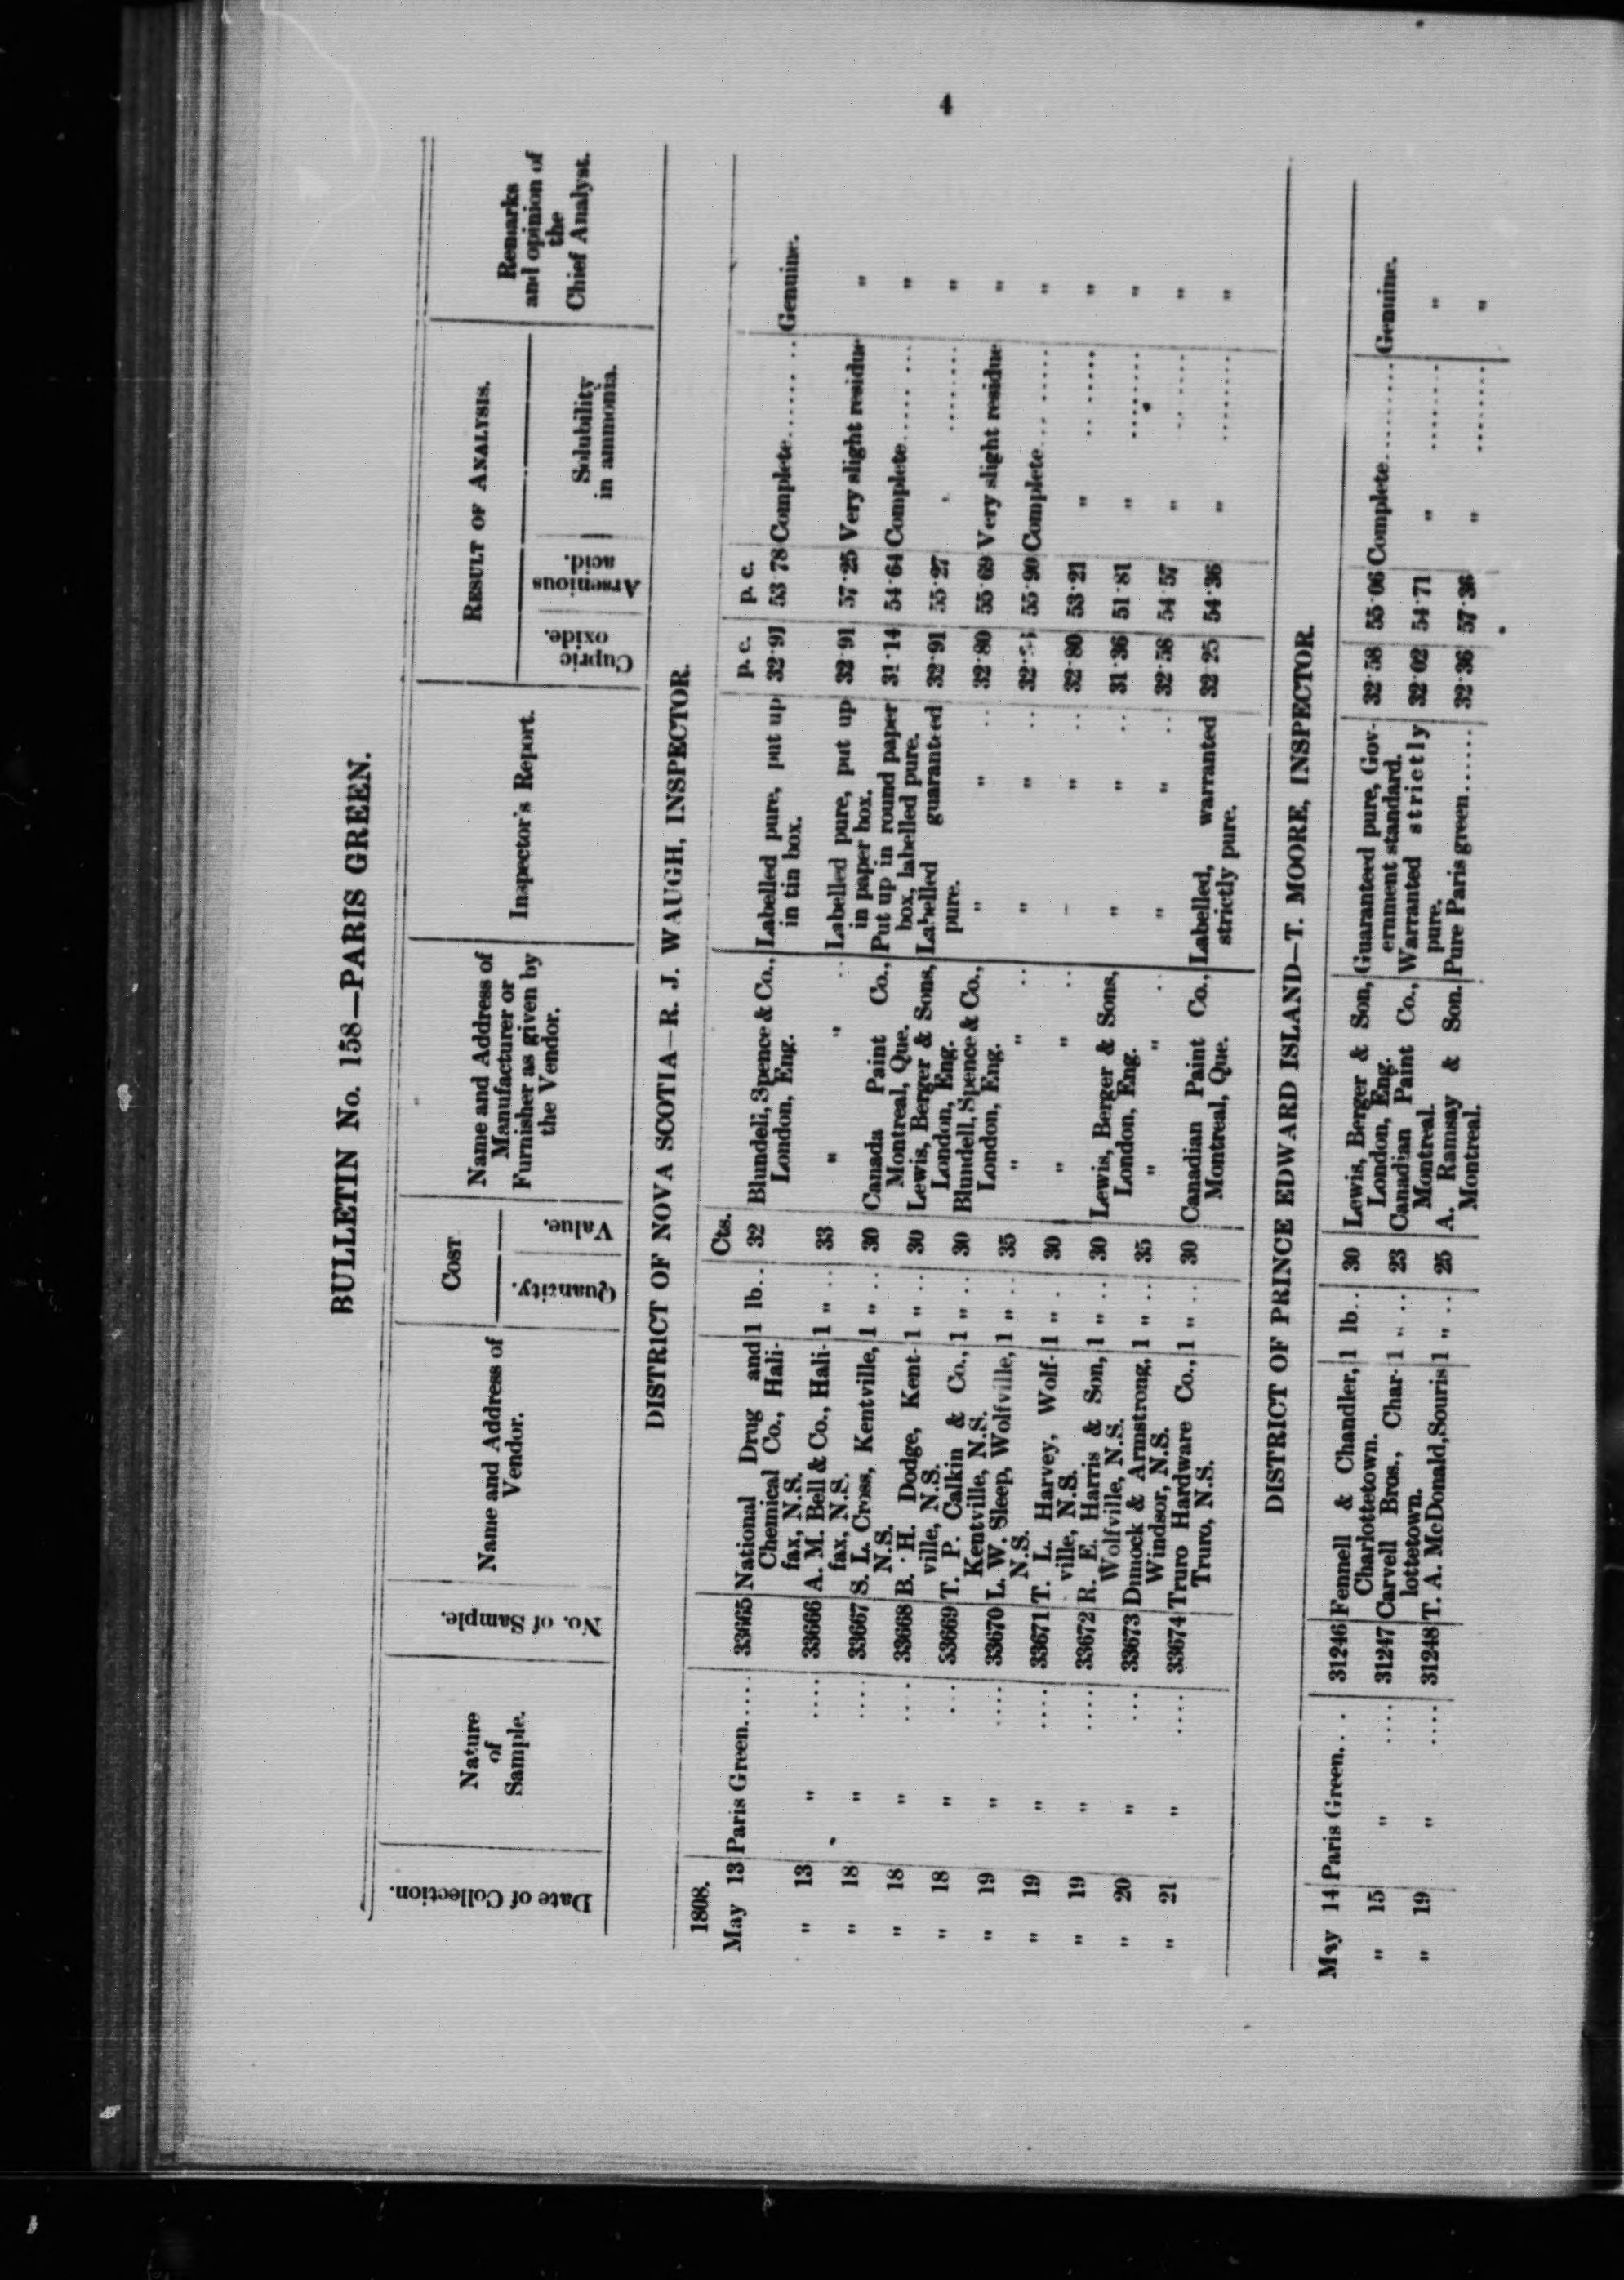 4
BULLETIN No. 158—PARIS GREEN.
Date of Collection.
Nature
of
Sample.
No. of Sample.
Name and Address of
Vendor.
COST
Quantity.
Value.
Name and Address of
Manufacturer or
Furnisher as given by
the Vendor.
Inspector's Report.
RESULT OF ANALYSIS.
Cupric
oxide.
Arsenious
acid.
Solubility
in ammonia.
Remarks
and opinion of
the
Chief Analyst.
DISTRICT OF NOVA SCOTIA—R. J. WAUGH, INSPECTOR.
1808. Cts. p. c. p. c.
May 13 Paris Green.... 33665 National Drug and 1 lb.. 32 Blundell, Spence & Co., Labelled pure, put up 32·91 53 78 Complete...... .. Genuine.
Chemical Co., Hali- London, Eng. in tin box.
fax, N.S.
" 13 " .... 33666 A. M. Bell & Co., Hali- 1 " .. 33 " " .. Labelled pure, put up 32·91 57·25 Very slight residue "
fax, N.S. in paper box.
" 18 " .... 33667 S. L. Cross, Kentville, 1 " .. 30 Canada Paint Co., Put up in round paper 31·14 54·64 Complete..... ... "
N.S. Montreal, Que. box, labelled pure.
" 18 " .... 33668 B. H. Dodge, Kent- 1 " .. 30 Lewis, Berger & Sons, Labelled guaranteed 32·91 55·27 " ....... "
ville, N.S. London, Eng. pure.
" 18 " ... 33669 T. P. Calkin & Co., 1 " .. 30 Blundell, Spence & Co., " " .. 32·80 55·69 Very slight residue "
Kentville, N.S. London, Eng.
" 19 " .... 33670 L. W. Sleep, Wolfville, 1 " .. 35 " " .. " " .. 55·90 Complete... ..... "
N.S.
" 19 " .... 33671 T. L. Harvey, Wolf- 1 " . 30 " " .. " .. 32·80 53·21 " .. ...... "
ville, N.S.
" 19 " .... 33672 R. E. Harris & Son, 1 " .. 30 Lewis, Berger & Sons, " " .. 31·36 51·81 " ........ "
Wolfville, N.S. London, Eng.
" 20 " ... 33673 Dimock & Armstrong, 1 " .. 35 " " .. " " .. 32·58 54·57 " ....... "
Windsor, N.S.
" 21 " .... 33674 Truro Hardware Co., 1 " ... 30 Canadian Paint Co., Labelled, warranted 32 25 54·36 " ........ "
Truro, N.S. Montreal, Que. strictly pure.
DISTRICT OF PRINCE EDWARD ISLAND—T. MOORE, INSPECTOR.
May 14 Paris Green... 31246 Fennell & Chandler, 1 lb.. 30 Lewis, Berger & Son, Guaranteed pure, Gov- 32·58 55·06 Complete......... Genuine.
Charlottetown. London, Eng. ernment standard.
" 15 " .... 31247 Carvell Bros., Char- 1 " .. 23 Canadian Paint Co., Warranted strictly 32·02 54·71 " ........ "
lottetown. Montreal. pure.
" 19 " .... 31248 T. A. McDonald, Souris 1 " .. 25 A. Ramsay & Son. Pure Paris green...... 32·36 57·36 " ......... "
Montreal.